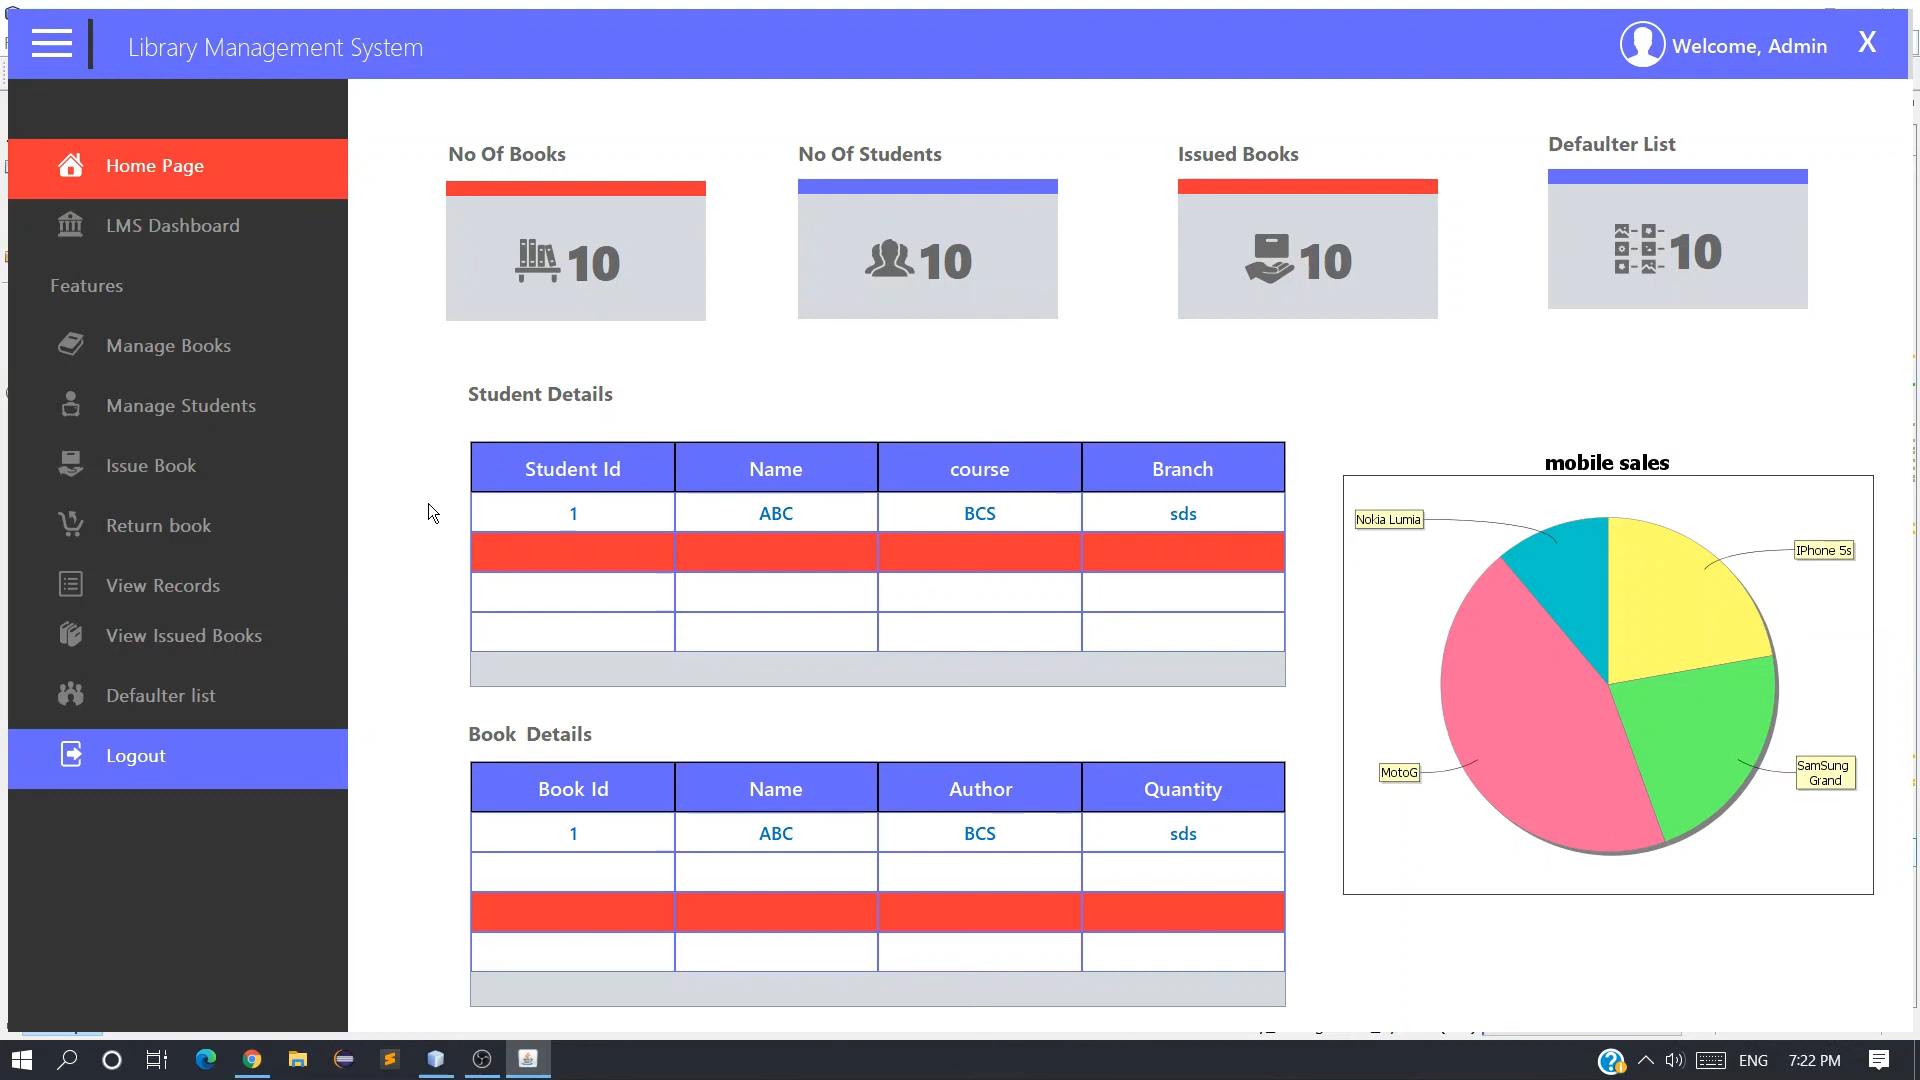 Library Management System
Welcome, Admin
X
Home Page
LMS Dashboard
Features
Manage Books
Manage Students
Issue Book
Return book
View Records
View Issued Books
Defaulter list
Logout
No Of Books
10
No Of Students
10
Issued Books
10
Defaulter List
10
Student Details
Student Id Name course Branch
1 ABC BCS sds
Book Details
Book Id Name Author Quantity
1 ABC BCS sds
mobile sales
Nokia Lumia
IPhone 5s
MotoG
SamSung
Grand
ENG
7:22 PM